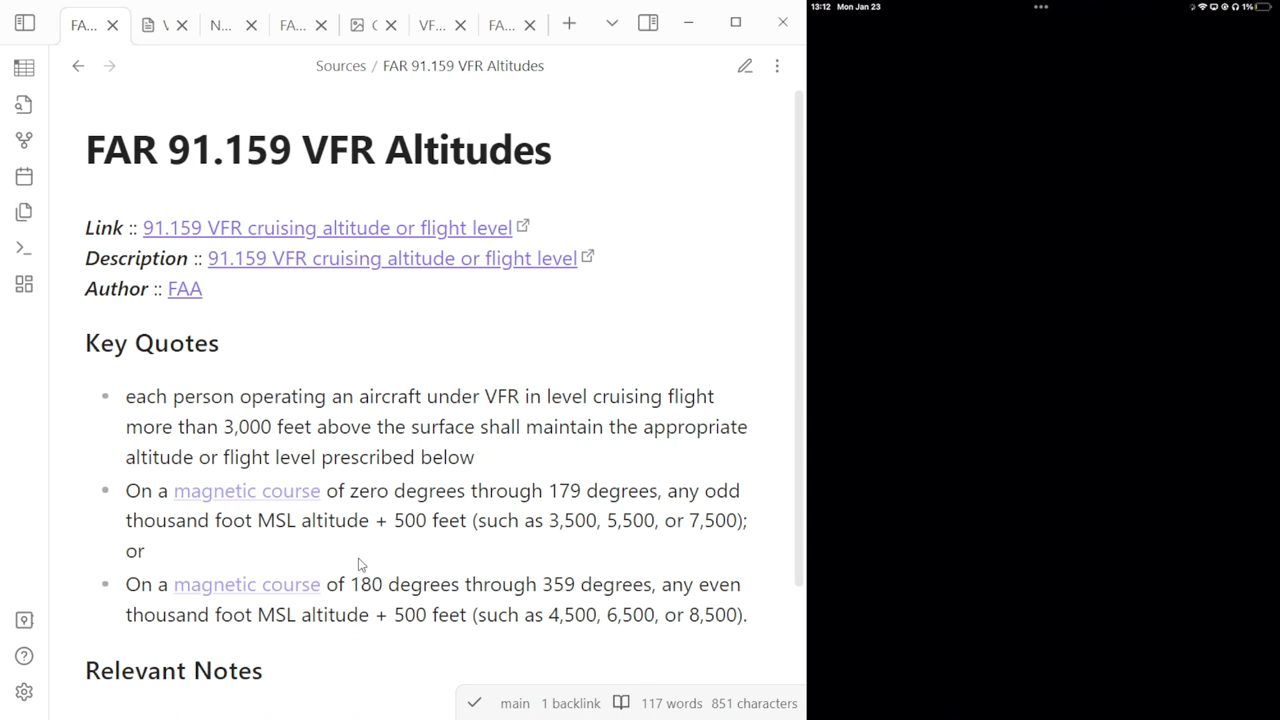 FA...
V
N...
FA...
C
VF...
FA...
13:12 Mon Jan 23
1%
Sources / FAR 91.159 VFR Altitudes
FAR 91.159 VFR Altitudes
Link :: 91.159 VFR cruising altitude or flight level
Description :: 91.159 VFR cruising altitude or flight level
Author :: FAA
Key Quotes
each person operating an aircraft under VFR in level cruising flight
more than 3,000 feet above the surface shall maintain the appropriate
altitude or flight level prescribed below
On a magnetic course of zero degrees through 179 degrees, any odd
thousand foot MSL altitude + 500 feet (such as 3,500, 5,500, or 7,500);
or
On a magnetic course of 180 degrees through 359 degrees, any even
thousand foot MSL altitude + 500 feet (such as 4,500, 6,500, or 8,500).
Relevant Notes
main 1 backlink 117 words 851 characters